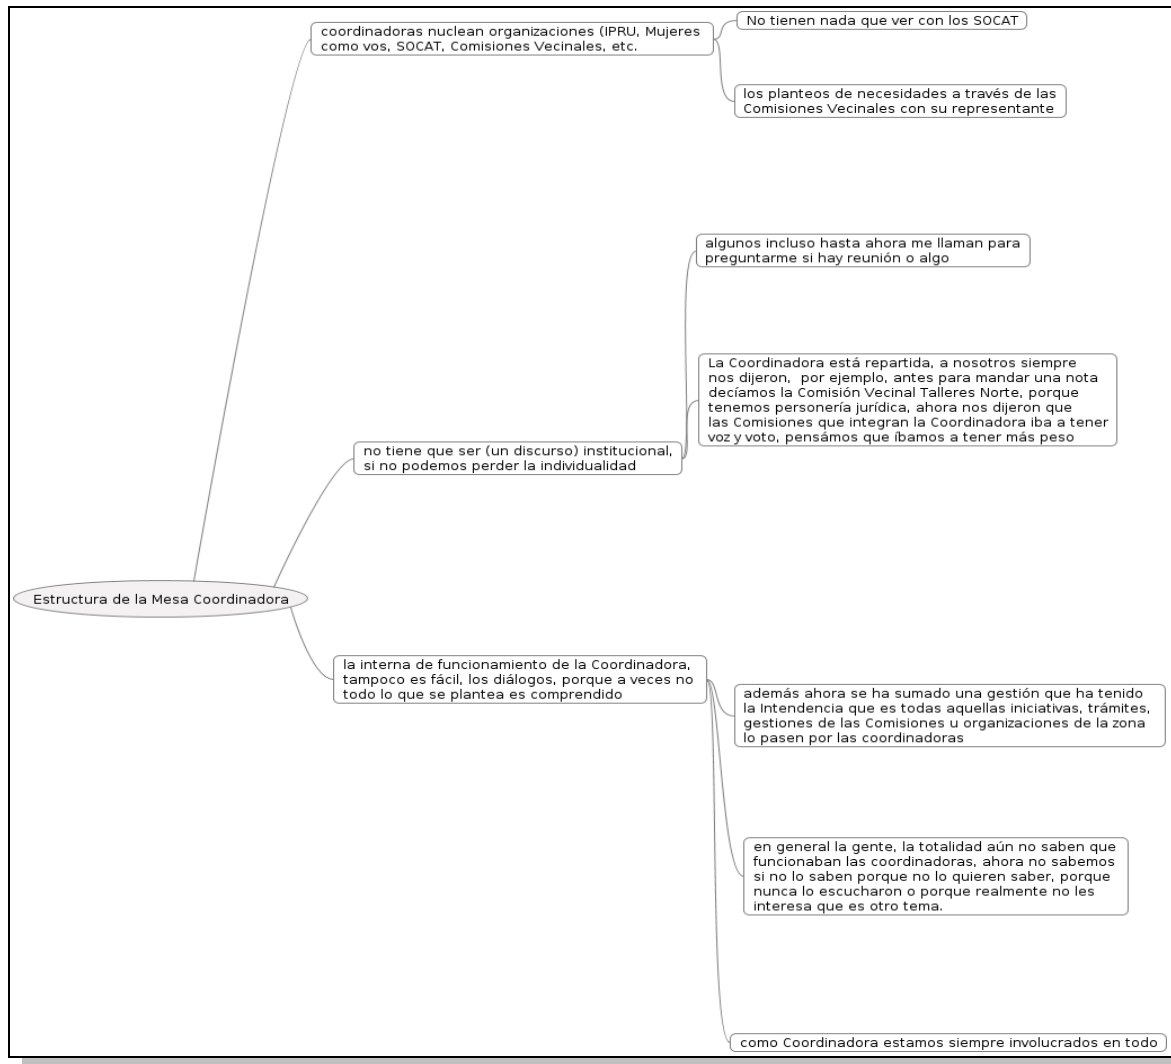 coordinadoras nuclean organizaciones (IPRU, Mujeres
como vos, SOCAT, Comisiones Vecinales, etc.
No tienen nada que ver con los SOCAT
los planteos de necesidades a través de las
Comisiones Vecinales con su representante
algunos incluso hasta ahora me llaman para
preguntarme si hay reunión o algo
La Coordinadora está repartida, a nosotros siempre
nos dijeron,  por ejemplo, antes para mandar una nota
decíamos la Comisión Vecinal Talleres Norte, porque
tenemos personería jurídica, ahora nos dijeron que
las Comisiones que integran la Coordinadora iba a tener
voz y voto, pensámos que íbamos a tener más peso
no tiene que ser (un discurso) institucional,
si no podemos perder la individualidad
Estructura de la Mesa Coordinadora
la interna de funcionamiento de la Coordinadora,
tampoco es fácil, los diálogos, porque a veces no
todo lo que se plantea es comprendido
además ahora se ha sumado una gestión que ha tenido
la Intendencia que es todas aquellas iniciativas, trámites,
gestiones de las Comisiones u organizaciones de la zona
lo pasen por las coordinadoras
en general la gente, la totalidad aún no saben que
funcionaban las coordinadoras, ahora no sabemos
si no lo saben porque no lo quieren saber, porque
nunca lo escucharon o porque realmente no les
interesa que es otro tema.
como Coordinadora estamos siempre involucrados en todo